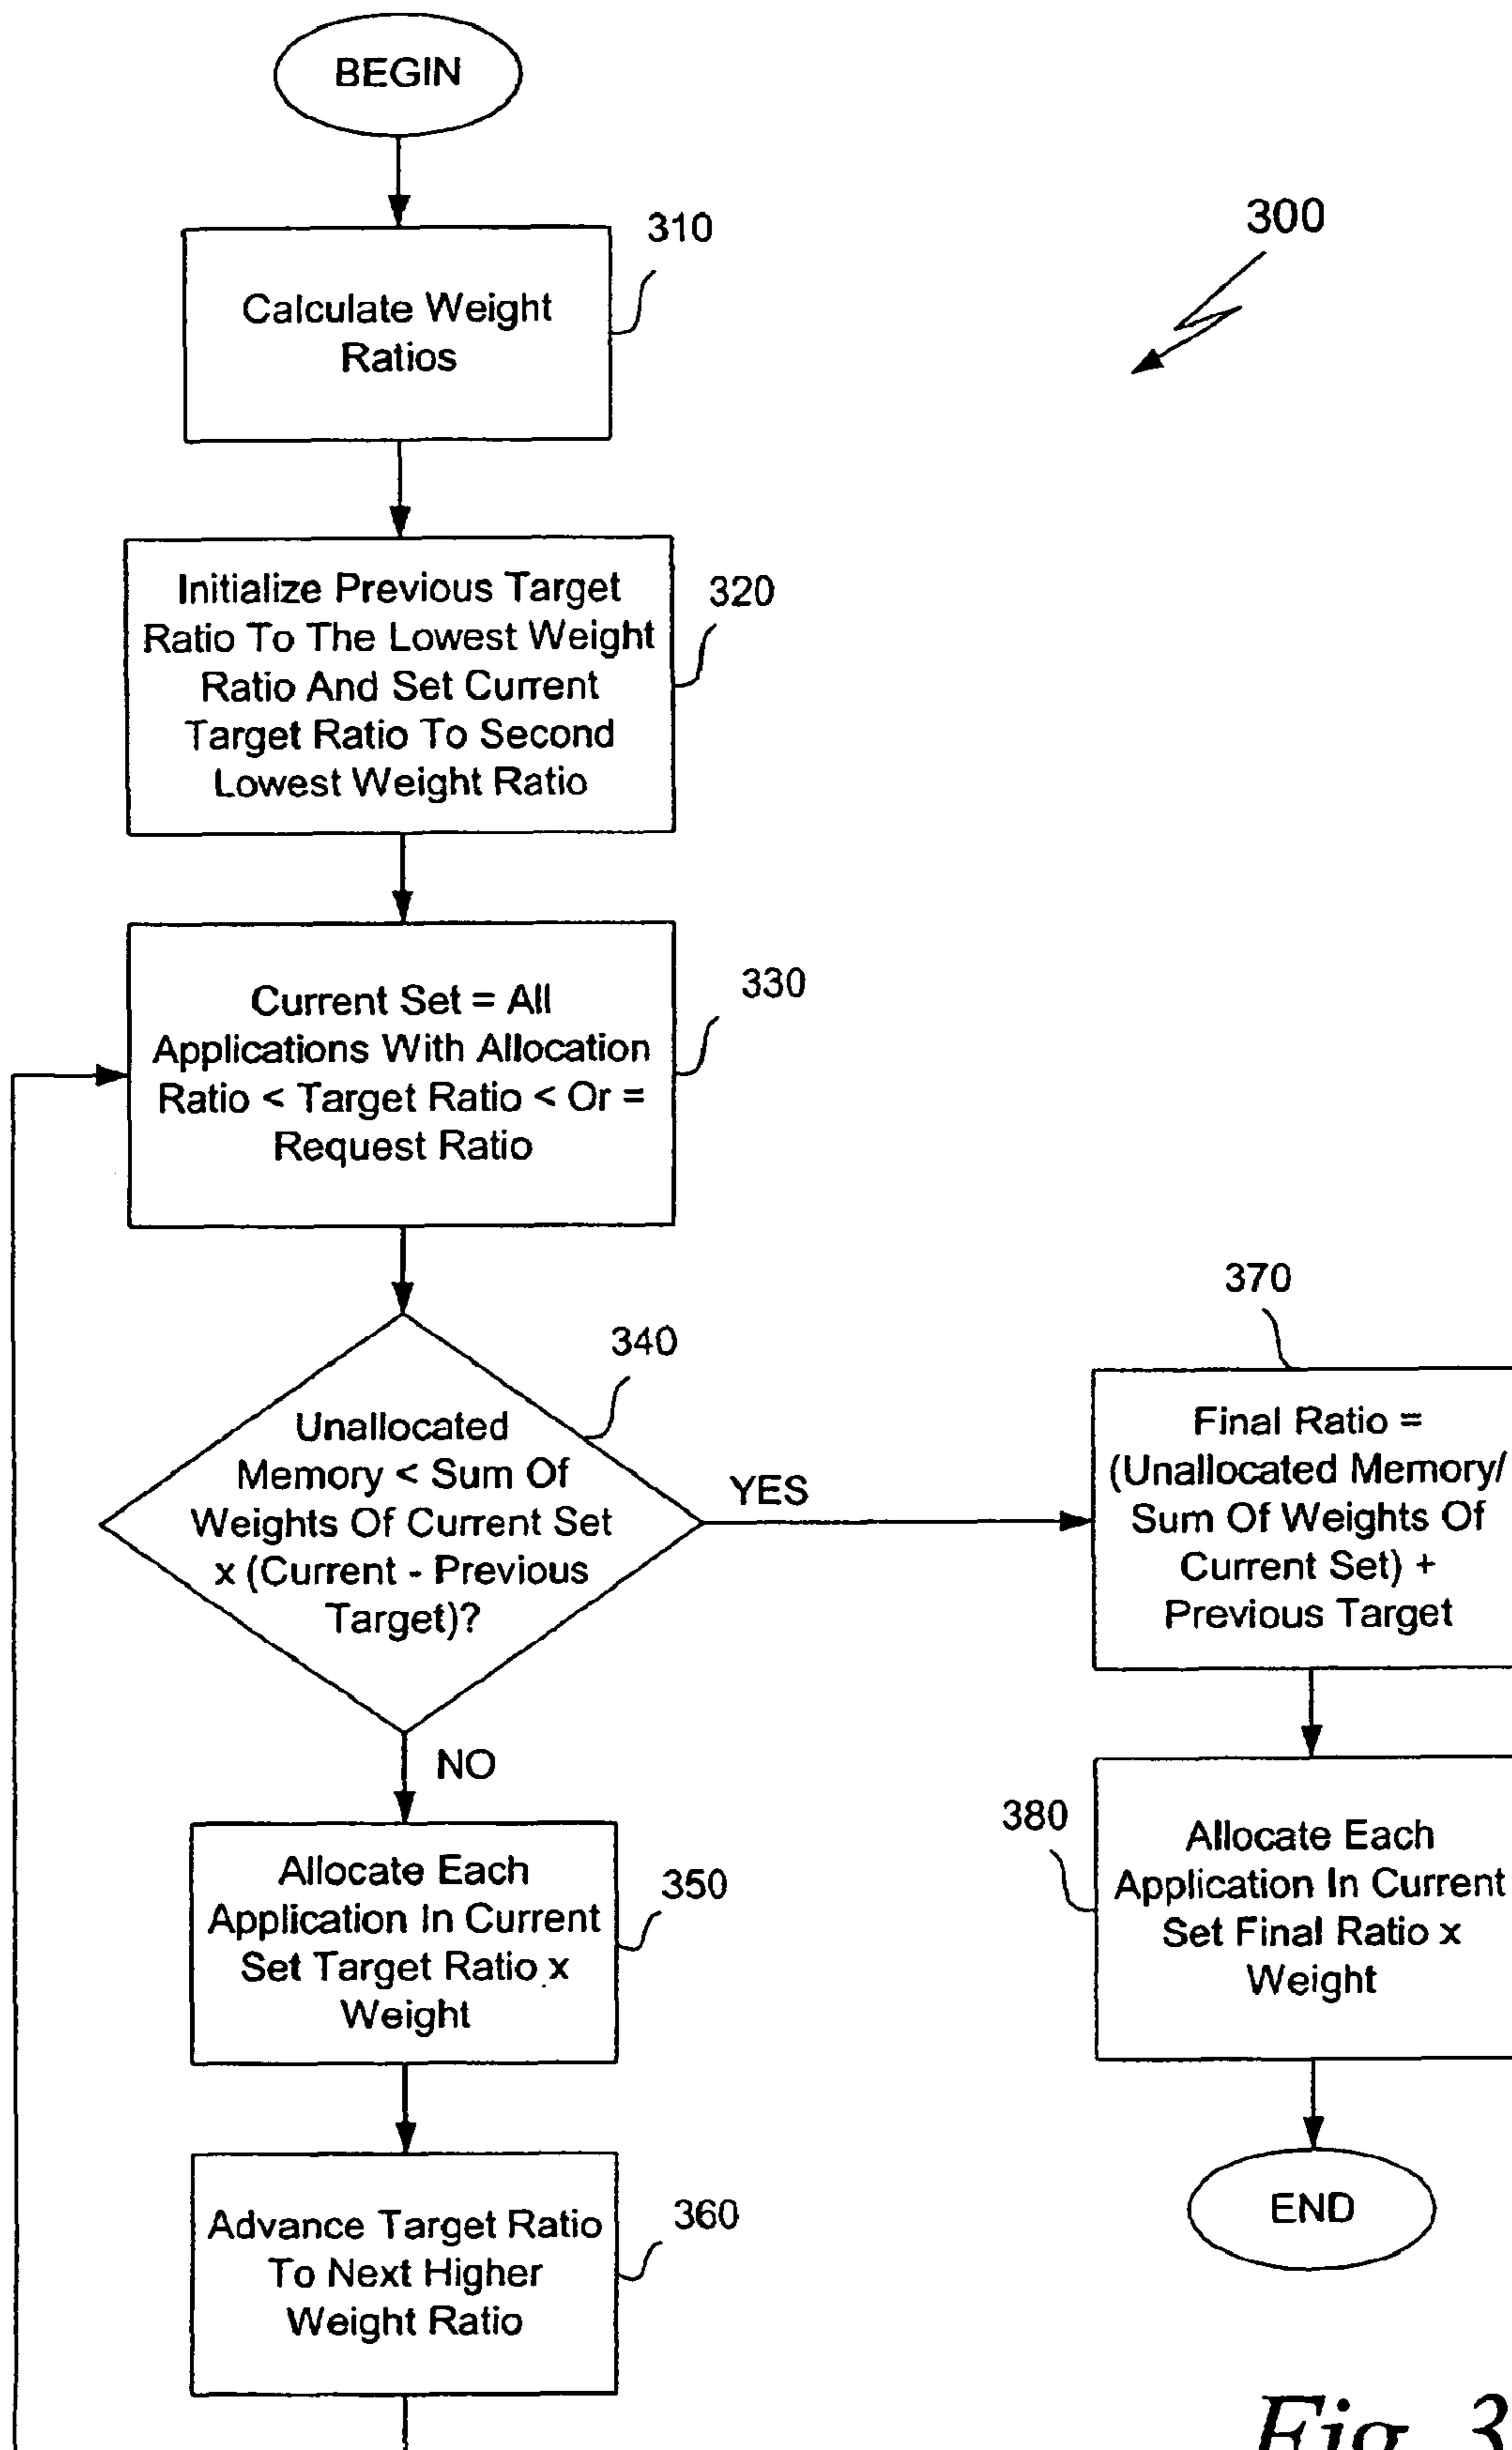 BEGIN
310
300
Calculate Weight
Ratios
Initialize Previous Target
Ratio To The Lowest Weight
Ratio And Set Current
Target Ratio To Second
Lowest Weight Ratio
320
Current Set = All
Applications With Allocation
Ratio < Target Ratio < Or =
Request Ratio
330
340
Unallocated
Memory < Sum Of
Weights Of Current Set
x (Current - Previous
Target)?
YES
370
Final Ratio =
(Unallocated Memory/
Sum Of Weights Of
Current Set) +
Previous Target
NO
Allocate Each
Application In Current
Set Target Ratio x
Weight
350
380
Allocate Each
Application In Current
Set Final Ratio x
Weight
Advance Target Ratio
To Next Higher
Weight Ratio
360
END
Fig. 3